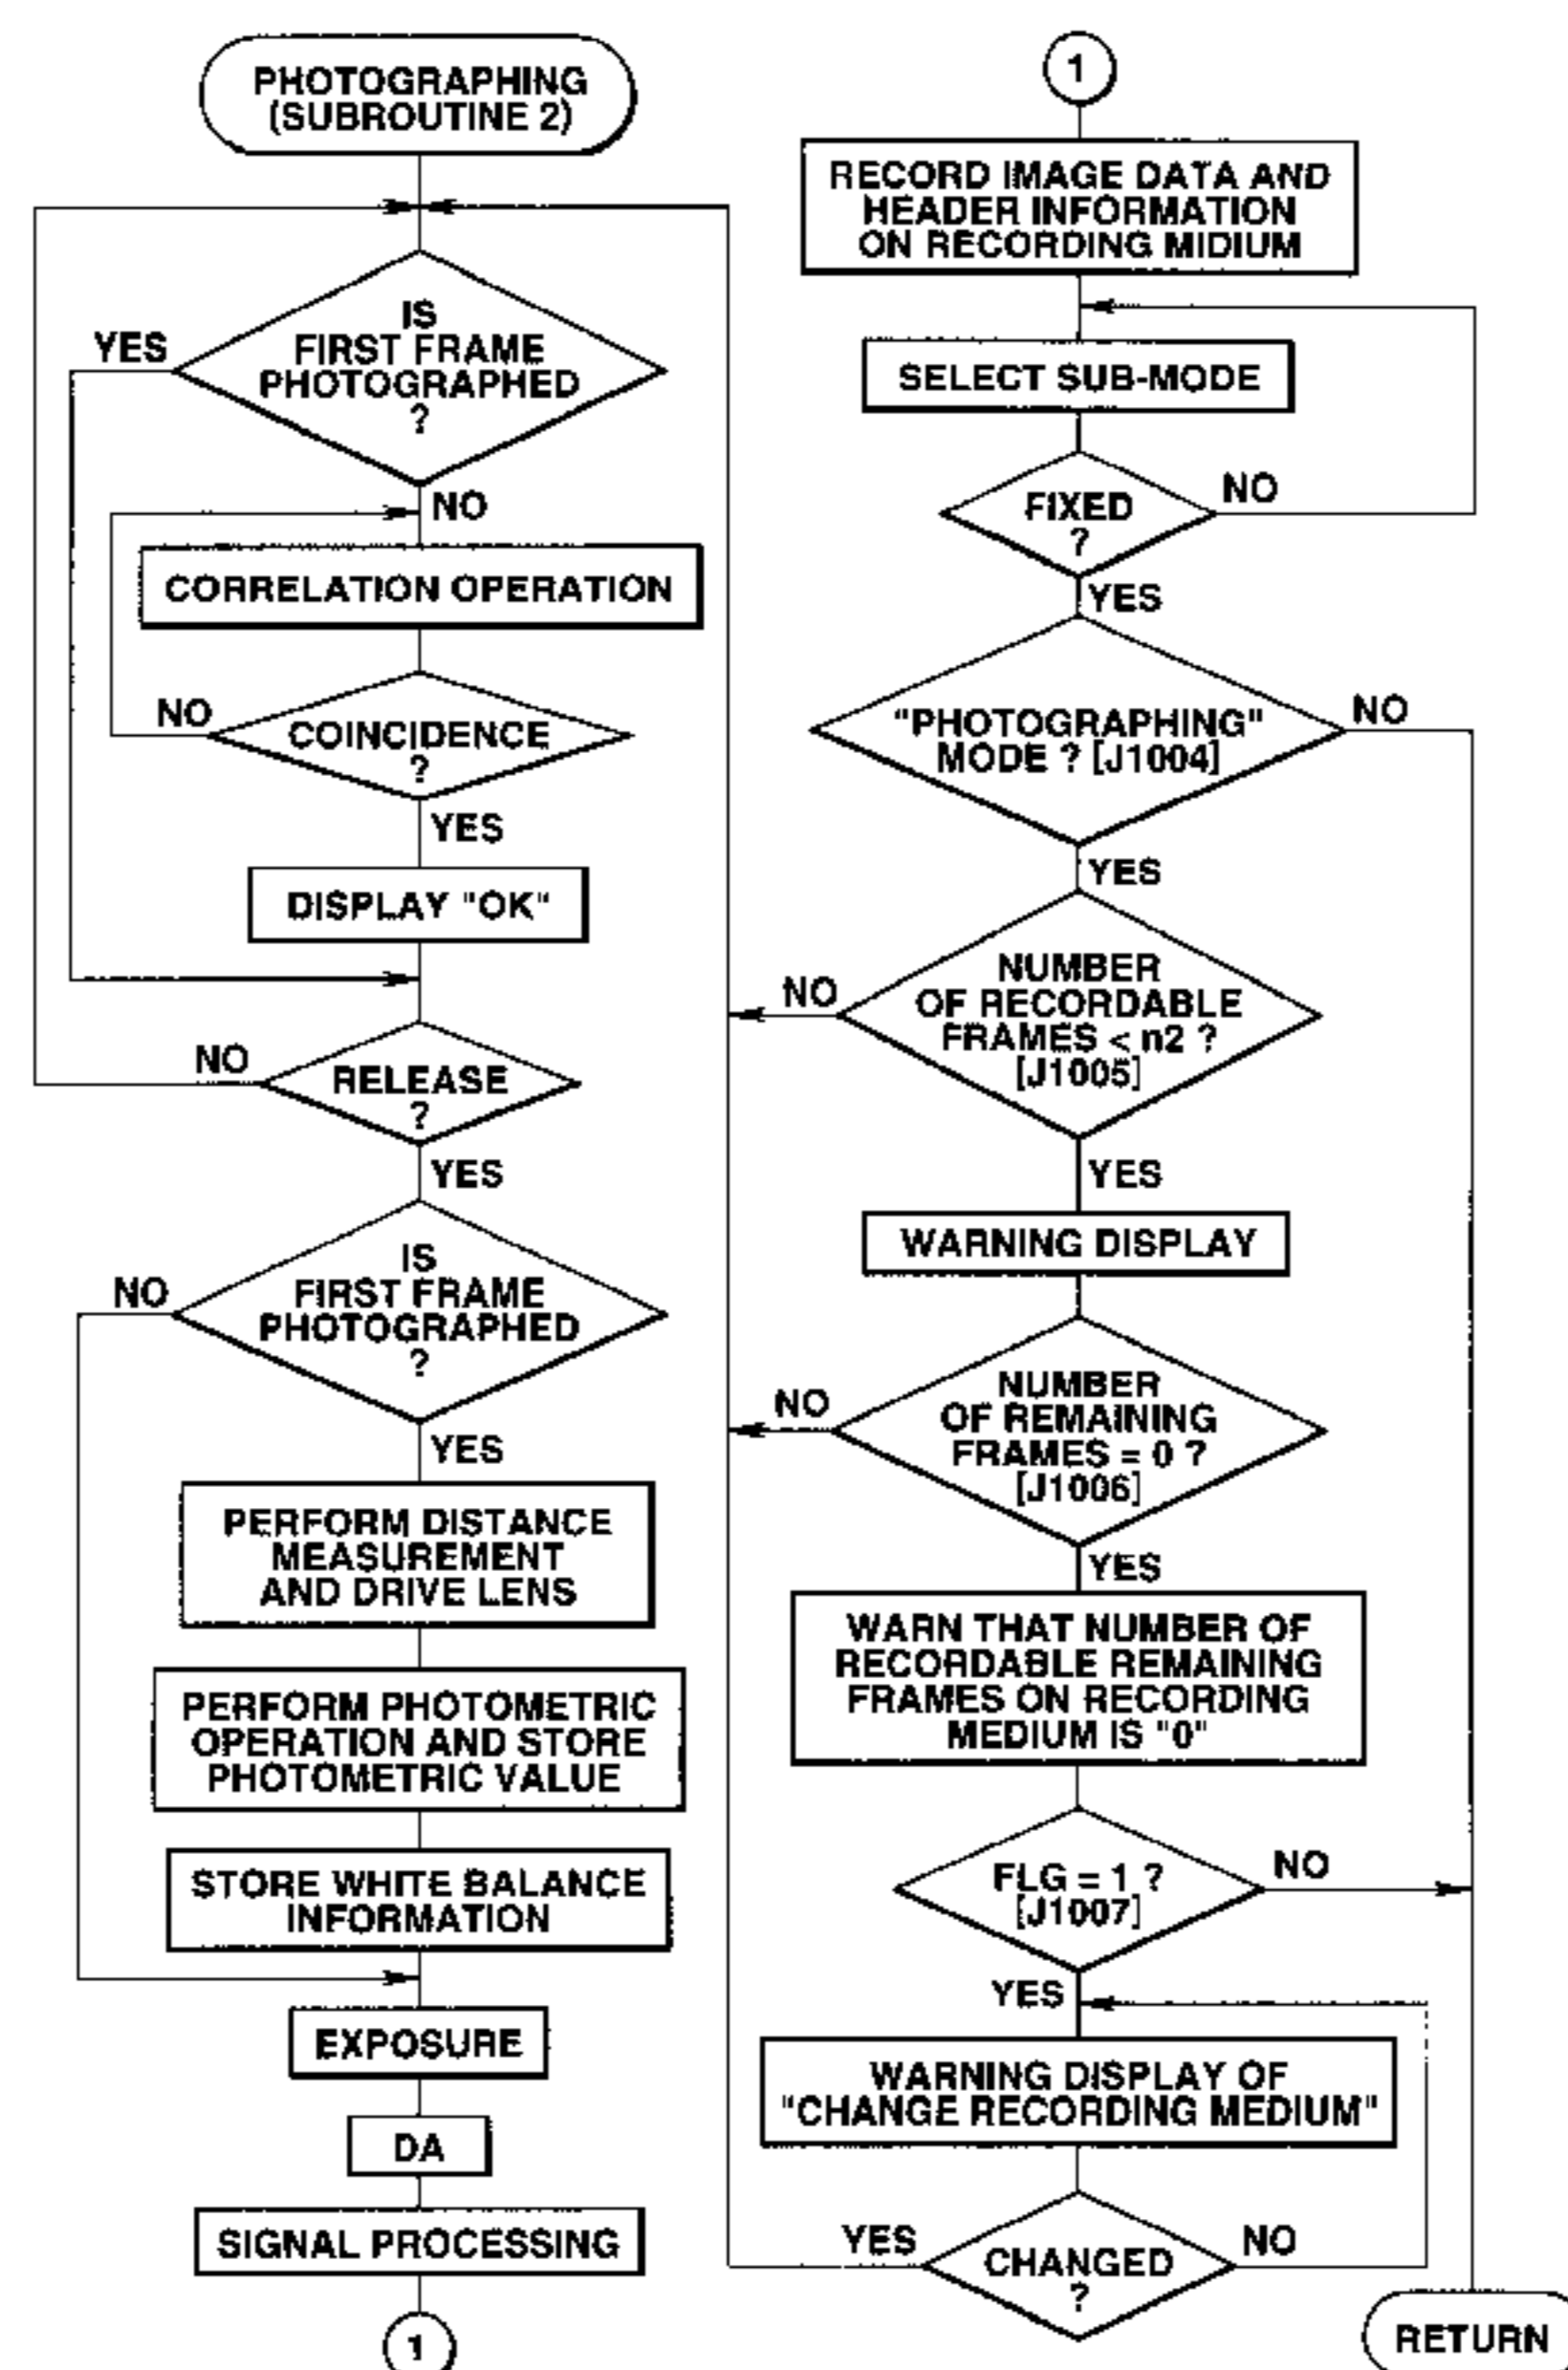 PHOTOGRAPHING
(SUBROUTINE 2)
IS
FIRST FRAME
PHOTOGRAPHED
?
YES
NO
CORRELATION OPERATION
COINCIDENCE
?
NO
YES
DISPLAY "OK"
RELEASE
?
NO
YES
IS
FIRST FRAME
PHOTOGRAPHED
?
NO
YES
PERFORM DISTANCE
MEASUREMENT
AND DRIVE LENS
PERFORM PHOTOMETRIC
OPERATION AND STORE
PHOTOMETRIC VALUE
STORE WHITE BALANCE
INFORMATION
EXPOSURE
DA
SIGNAL PROCESSING
1
1
RECORD IMAGE DATA AND
HEADER INFORMATION
ON RECORDING MIDIUM
SELECT SUB-MODE
FIXED
?
NO
YES
"PHOTOGRAPHING"
MODE ? [J1004]
NO
YES
NUMBER
OF RECORDABLE
FRAMES < n2 ?
[J1005]
NO
YES
WARNING DISPLAY
NUMBER
OF REMAINING
FRAMES = 0 ?
[J1006]
NO
YES
WARN THAT NUMBER OF
RECORDABLE REMAINING
FRAMES ON RECORDING
MEDIUM IS "0"
FLG = 1 ?
[J1007]
NO
YES
WARNING DISPLAY OF
"CHANGE RECORDING MEDIUM"
CHANGED
?
YES
NO
RETURN